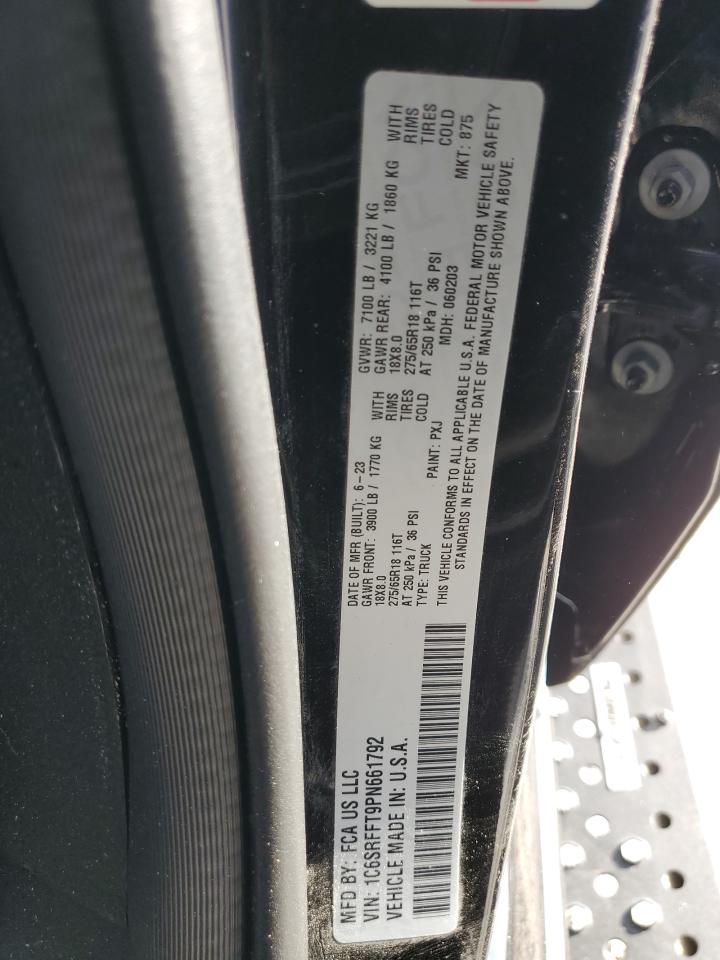 MFD BY: FCA US LLC
VIN: 1C6SRFFT9PN661792
VEHICLE MADE IN: U.S.A.
DATE OF MFR (BUILT): 6-23
GAWR FRONT: 3900 LB / 1770 KG WITH
18X8.0 RIMS
275/65R18 116T TIRES
AT 250 kPa / 36 PSI COLD
TYPE: TRUCK PAINT: PXJ
GVWR: 7100 LB / 3221 KG
GAWR REAR: 4100 LB / 1860 KG WITH
18X8.0 RIMS
275/65R18 116T TIRES
AT 250 kPa / 36 PSI COLD
MDH: 060203 MKT: 875
THIS VEHICLE CONFORMS TO ALL APPLICABLE U.S.A. FEDERAL MOTOR VEHICLE SAFETY
STANDARDS IN EFFECT ON THE DATE OF MANUFACTURE SHOWN ABOVE.